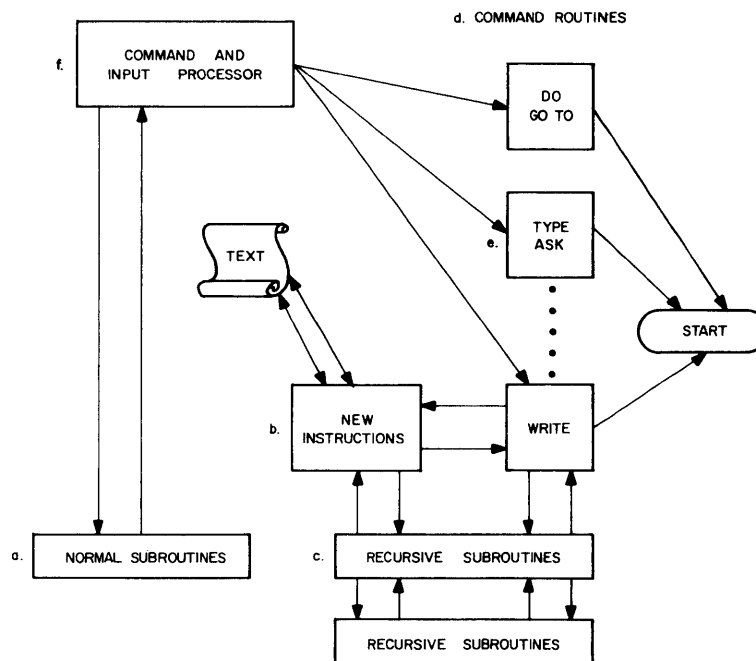 d. COMMAND ROUTINES
f.
COMMAND AND
INPUT PROCESSOR
DO
GO TO
TYPE
ASK
e.
TEXT
START
b.
NEW
INSTRUCTIONS
WRITE
a.
NORMAL SUBROUTINES
c.
RECURSIVE SUBROUTINES
RECURSIVE SUBROUTINES